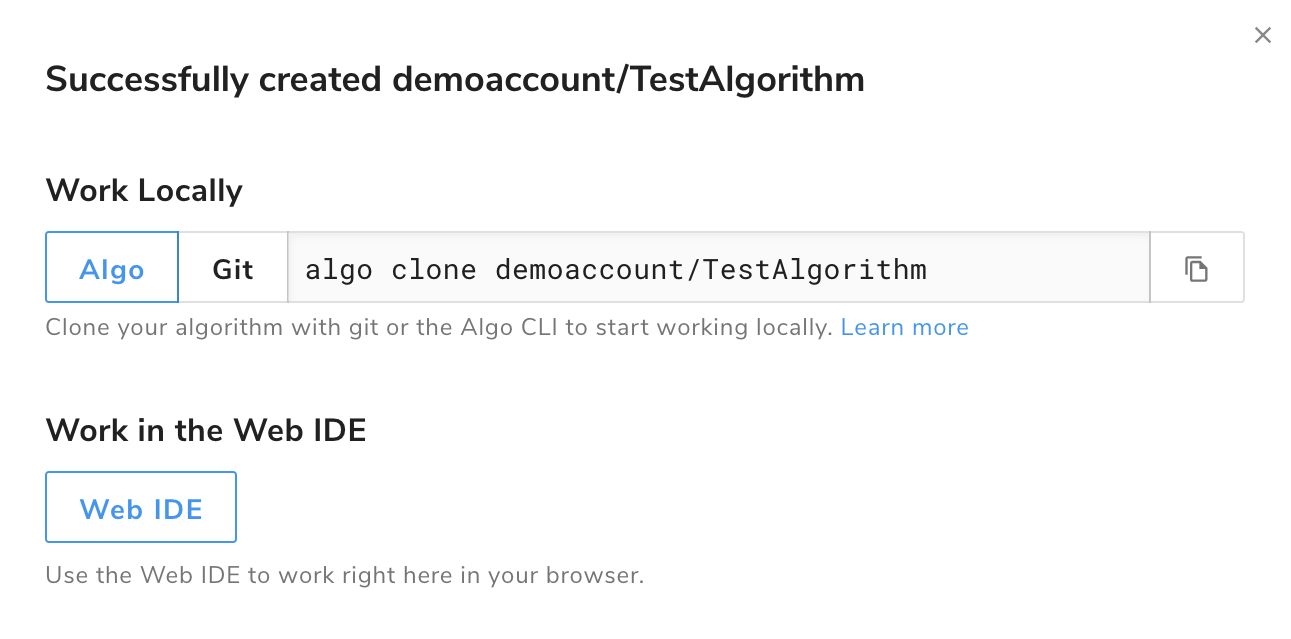 Successfully created demoaccount/TestAlgorithm
Work Locally
Algo Git algo clone demoaccount/TestAlgorithm
Clone your algorithm with git or the Algo CLI to start working locally. Learn more
Work in the Web IDE
Web IDE
Use the Web IDE to work right here in your browser.